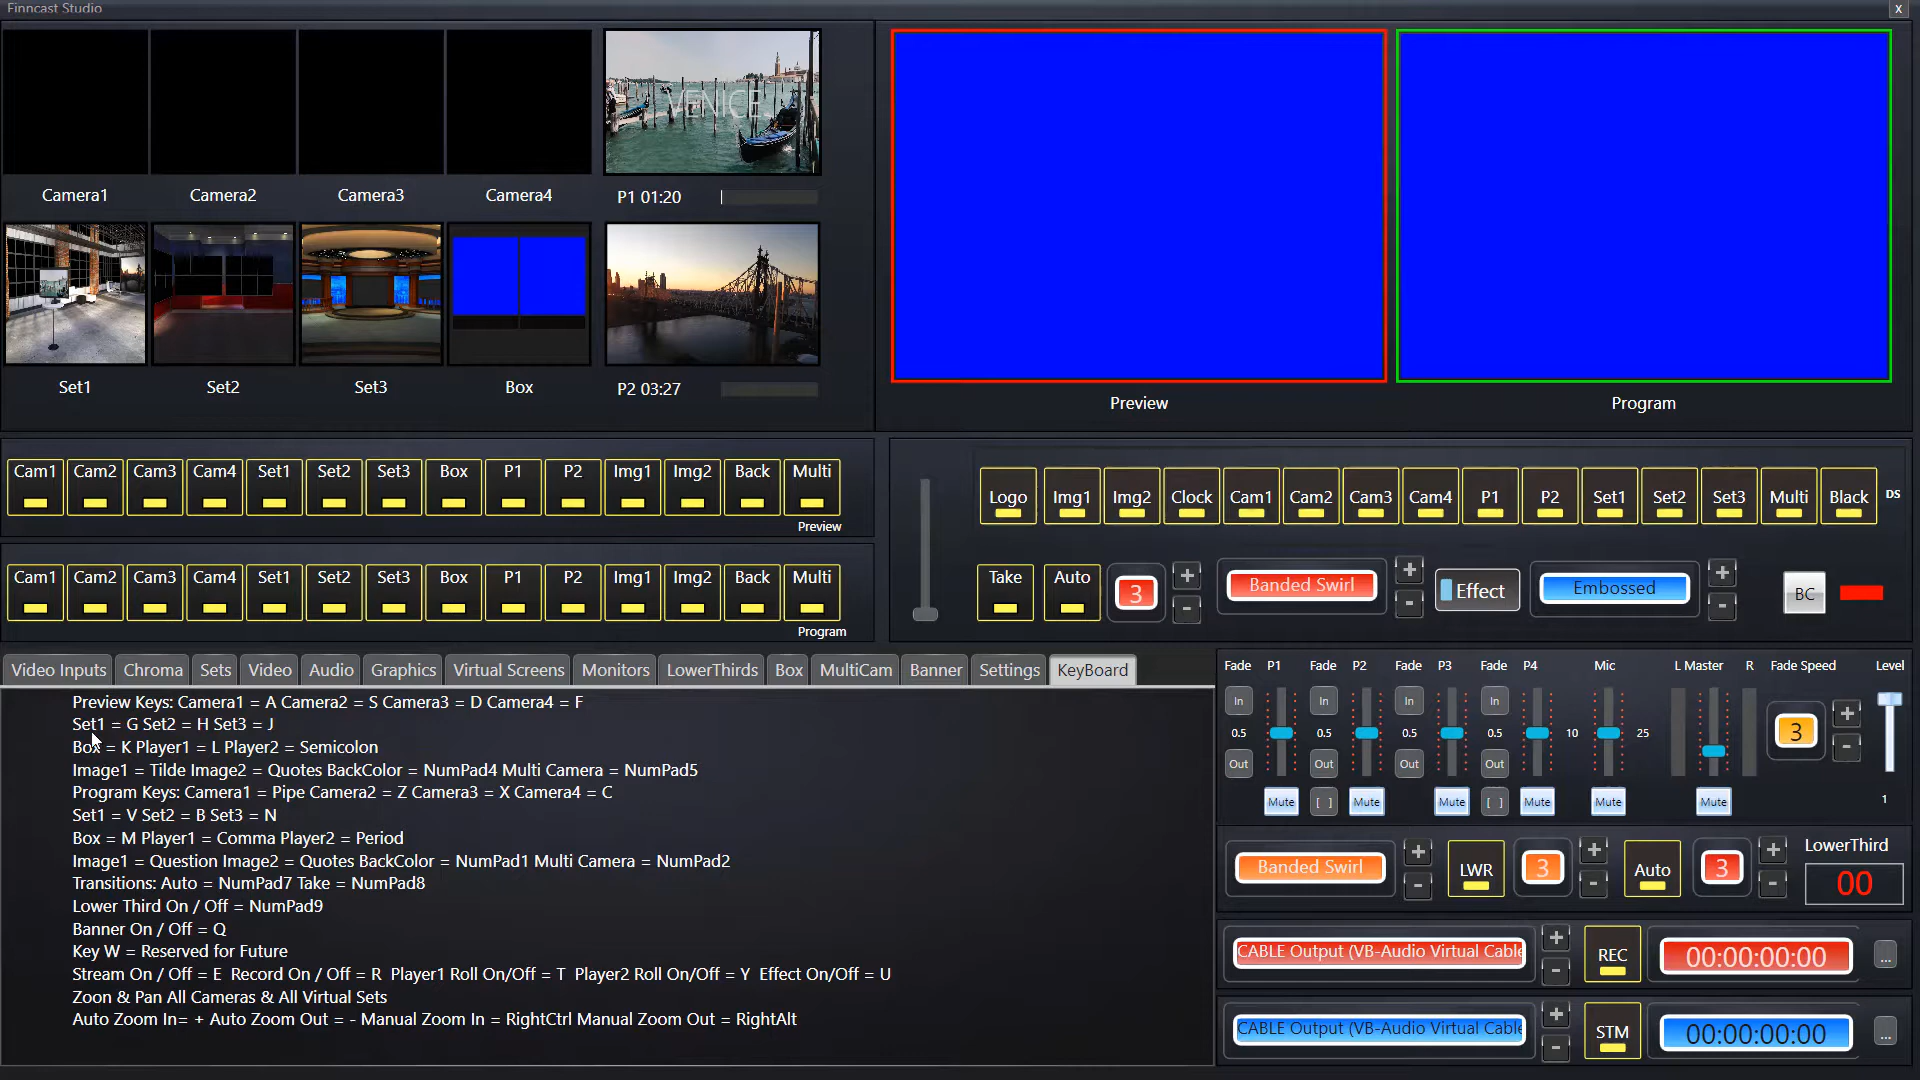 Finncast Studio
X
VENICE
Camera1 Camera2 Camera3 Camera4 P1 01:20
Set1 Set2 Set3 Box P2 03:27
Preview Program
Cam1 Cam2 Cam3 Cam4 Set1 Set2 Set3 Box P1 P2 Img1 Img2 Back Multi
Preview
Cam1 Cam2 Cam3 Cam4 Set1 Set2 Set3 Box P1 P2 Img1 Img2 Back Multi
Program
Logo Img1 Img2 Clock Cam1 Cam2 Cam3 Cam4 P1 P2 Set1 Set2 Set3 Multi Black DS
Take Auto 3 + - Banded Swirl + - Effect Embossed + - BC
Video Inputs Chroma Sets Video Audio Graphics Virtual Screens Monitors LowerThirds Box MultiCam Banner Settings KeyBoard
Preview Keys: Camera1 = A Camera2 = S Camera3 = D Camera4 = F
Set1 = G Set2 = H Set3 = J
Box = K Player1 = L Player2 = Semicolon
Image1 = Tilde Image2 = Quotes BackColor = NumPad4 Multi Camera = NumPad5
Program Keys: Camera1 = Pipe Camera2 = Z Camera3 = X Camera4 = C
Set1 = V Set2 = B Set3 = N
Box = M Player1 = Comma Player2 = Period
Image1 = Question Image2 = Quotes BackColor = NumPad1 Multi Camera = NumPad2
Transitions: Auto = NumPad7 Take = NumPad8
Lower Third On / Off = NumPad9
Banner On / Off = Q
Key W = Reserved for Future
Stream On / Off = E Record On / Off = R Player1 Roll On/Off = T Player2 Roll On/Off = Y Effect On/Off = U
Zoon & Pan All Cameras & All Virtual Sets
Auto Zoom In= + Auto Zoom Out = - Manual Zoom In = RightCtrl Manual Zoom Out = RightAlt
Fade P1 Fade P2 Fade P3 Fade P4 Mic L Master R Fade Speed Level
In In In In
0.5 0.5 0.5 0.5 10 25 3 + -
Out Out Out Out
Mute [ ] Mute Mute [ ] Mute Mute Mute 1
Banded Swirl + - LWR 3 + - Auto 3 + - LowerThird
00
CABLE Output (VB-Audio Virtual Cable + - REC 00:00:00:00 ...
CABLE Output (VB-Audio Virtual Cable + - STM 00:00:00:00 ...